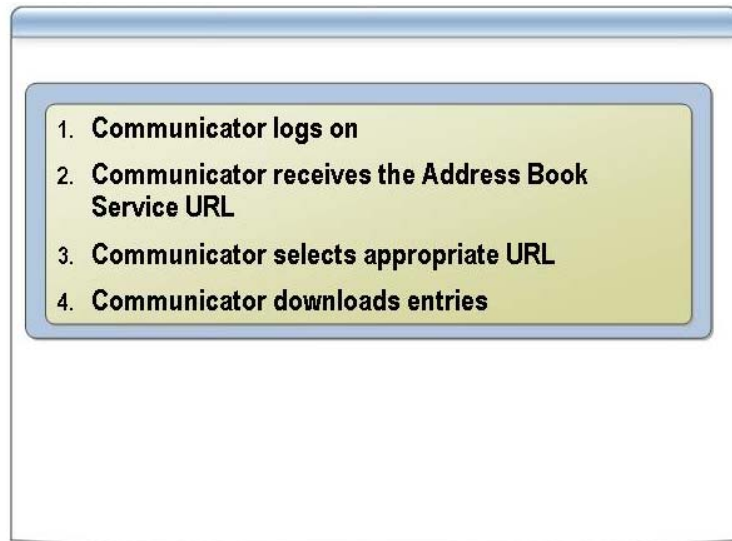 1. Communicator logs on
2. Communicator receives the Address Book
Service URL
3. Communicator selects appropriate URL
4. Communicator downloads entries